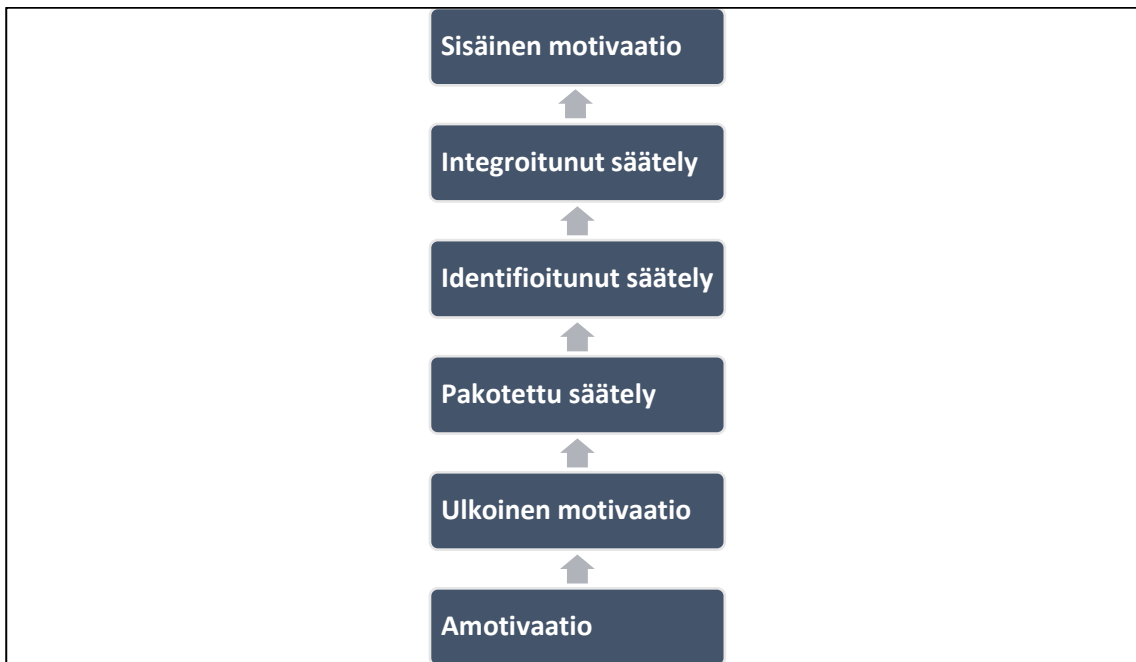 Sisäinen motivaatio
Integroitunut säätely
Identifioitunut säätely
Pakotettu säätely
Ulkoinen motivaatio
Amotivaatio